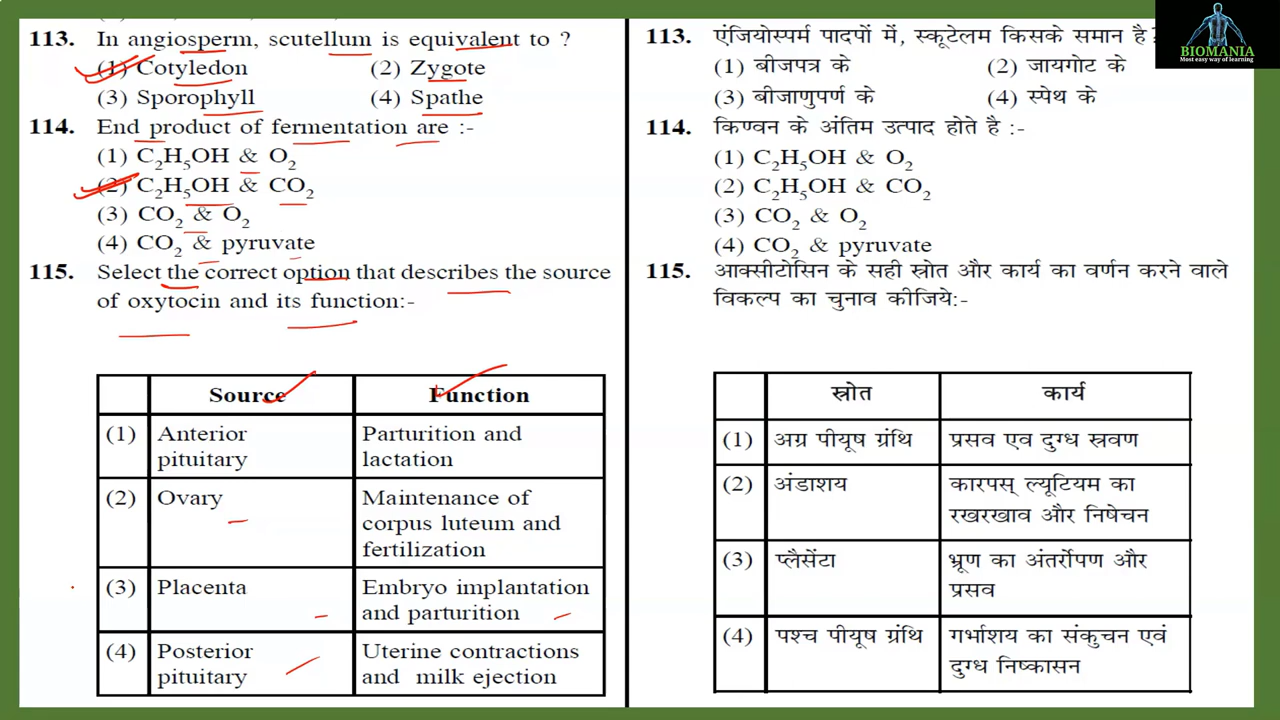 113. In angiosperm, scutellum is equivalent to ?
(1) Cotyledon (2) Zygote
(3) Sporophyll (4) Spathe
114. End product of fermentation are :-
(1) C₂H₅OH & O₂
(2) C₂H₅OH & CO₂
(3) CO₂ & O₂
(4) CO₂ & pyruvate
115. Select the correct option that describes the source
of oxytocin and its function:-
Source Function
(1) Anterior pituitary Parturition and lactation
(2) Ovary Maintenance of corpus luteum and fertilization
(3) Placenta Embryo implantation and parturition
(4) Posterior pituitary Uterine contractions and milk ejection
113. एंजियोस्पर्म पादपों में, स्कूटेलम किसके समान है ?
(1) बीजपत्र के (2) जायगोट के
(3) बीजाणुपर्ण के (4) स्पेथ के
114. किण्वन के अंतिम उत्पाद होते है :-
(1) C₂H₅OH & O₂
(2) C₂H₅OH & CO₂
(3) CO₂ & O₂
(4) CO₂ & pyruvate
115. आक्सीटोसिन के सही स्रोत और कार्य का वर्णन करने वाले
विकल्प का चुनाव कीजिये:-
स्रोत कार्य
(1) अग्र पीयूष ग्रंथि प्रसव एव दुग्ध स्रवण
(2) अंडाशय कारपस् ल्यूटियम का रखरखाव और निषेचन
(3) प्लैसेंटा भ्रूण का अंतर्रोपण और प्रसव
(4) पश्च पीयूष ग्रंथि गर्भाशय का संकुचन एवं दुग्ध निष्कासन
BIOMANIA
Most easy way of learning